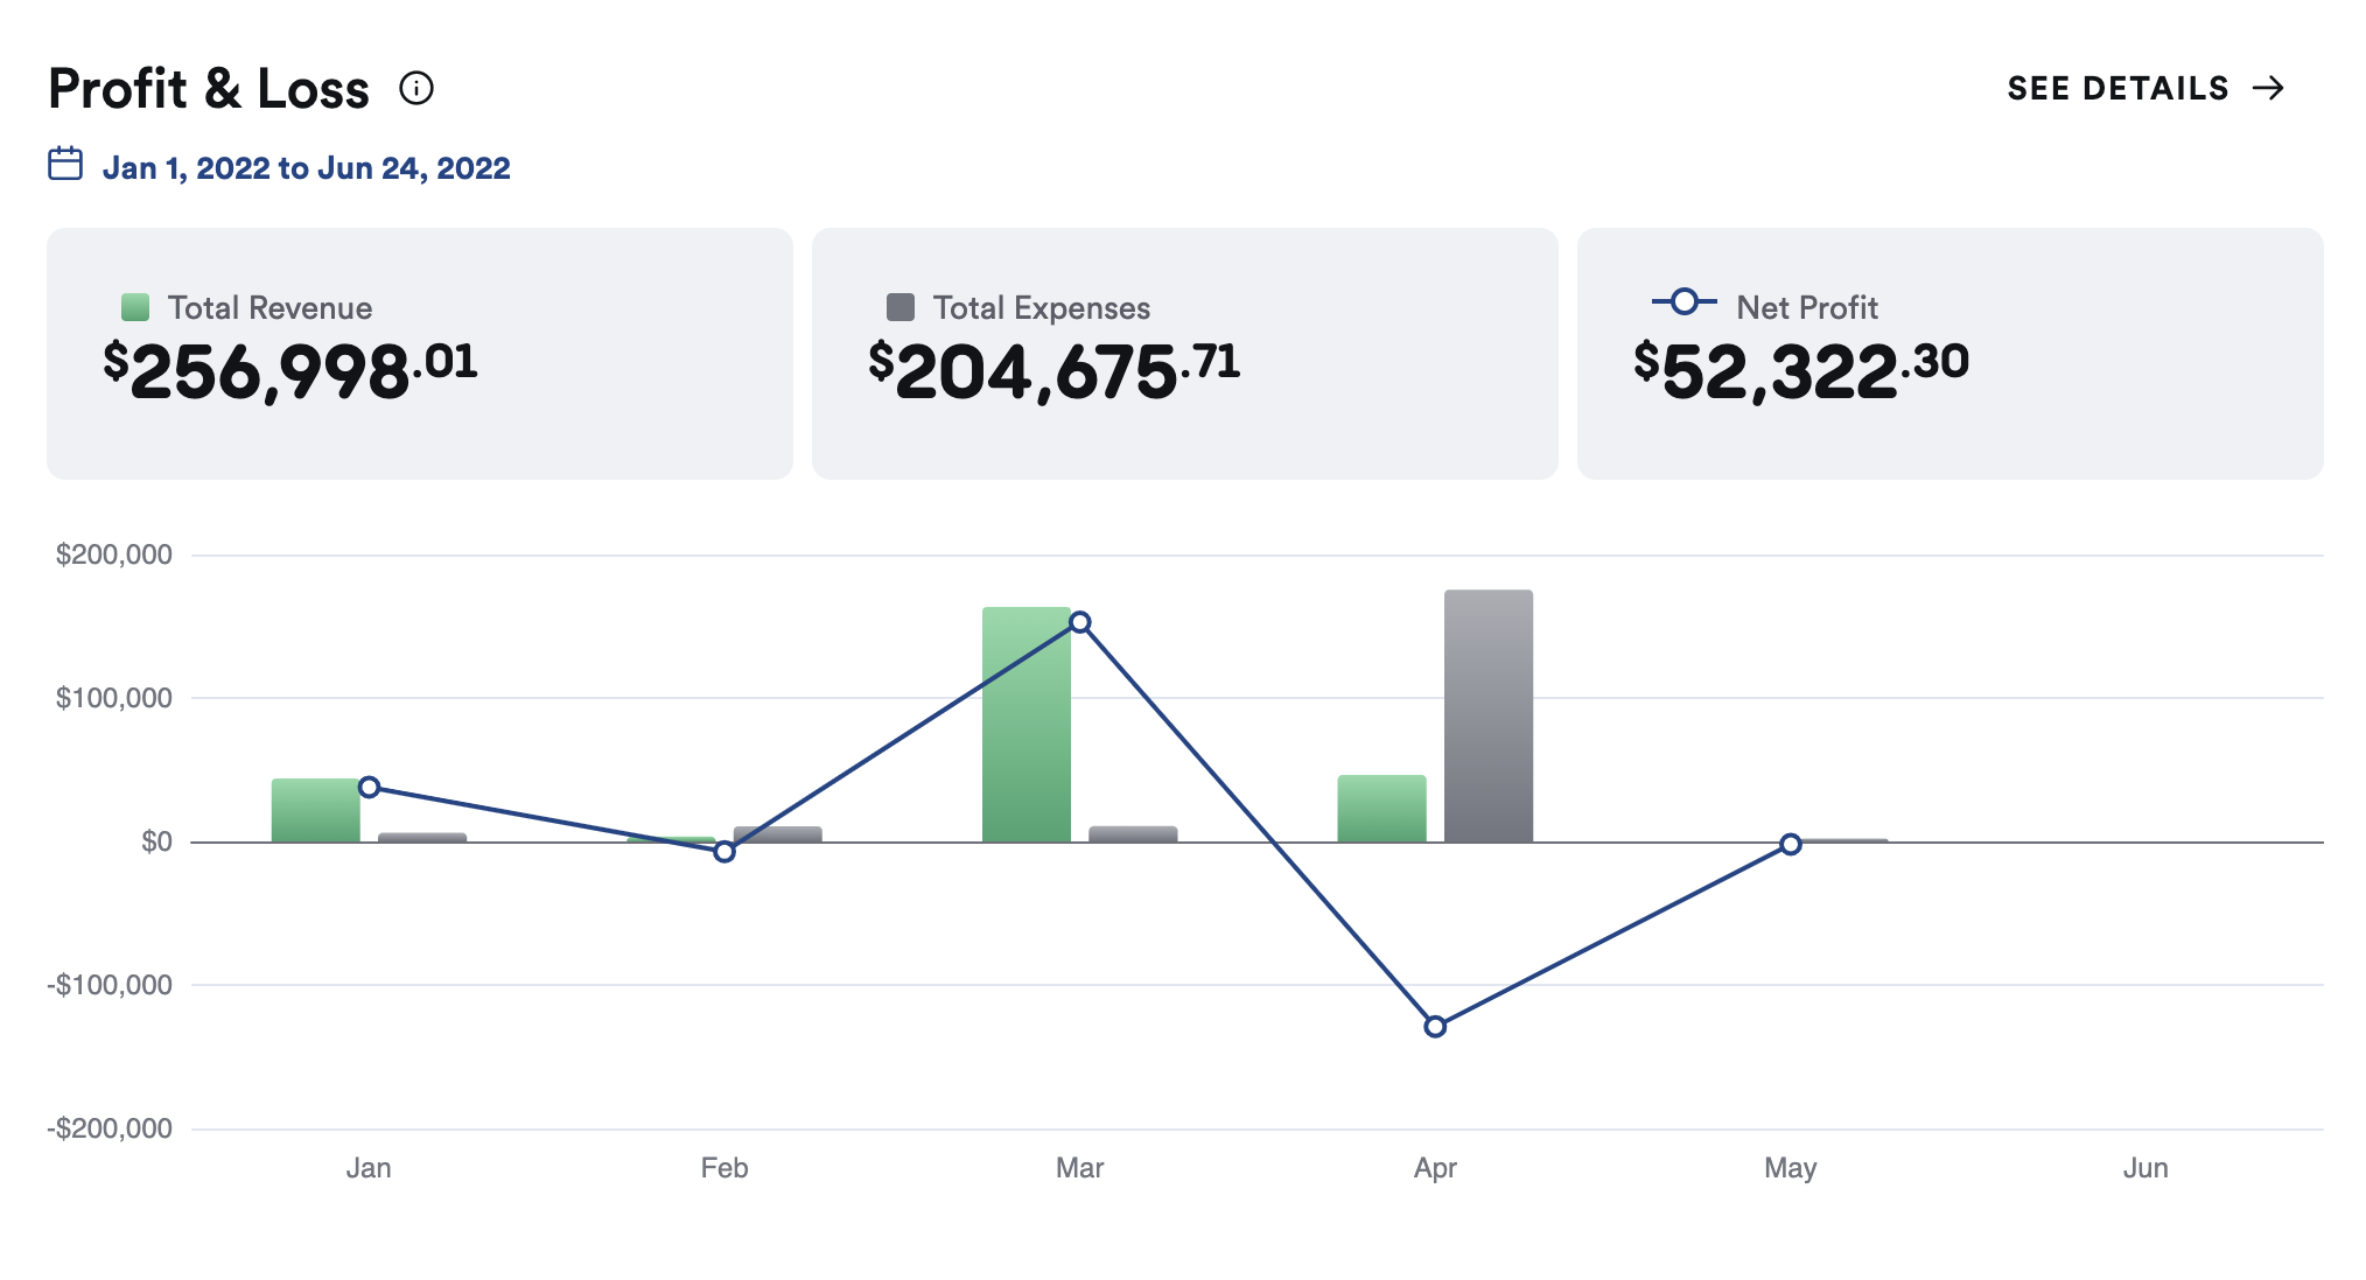 Profit & Loss
SEE DETAILS →
Jan 1, 2022 to Jun 24, 2022
Total Revenue
$256,998.01
Total Expenses
$204,675.71
Net Profit
$52,322.30
$200,000
$100,000
$0
-$100,000
-$200,000
Jan Feb Mar Apr May Jun